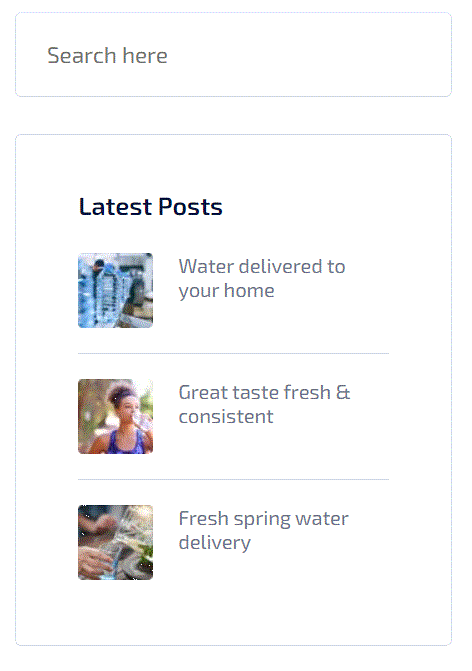 Search here
Latest Posts
Water delivered to
your home
Great taste fresh &
consistent
Fresh spring water
delivery